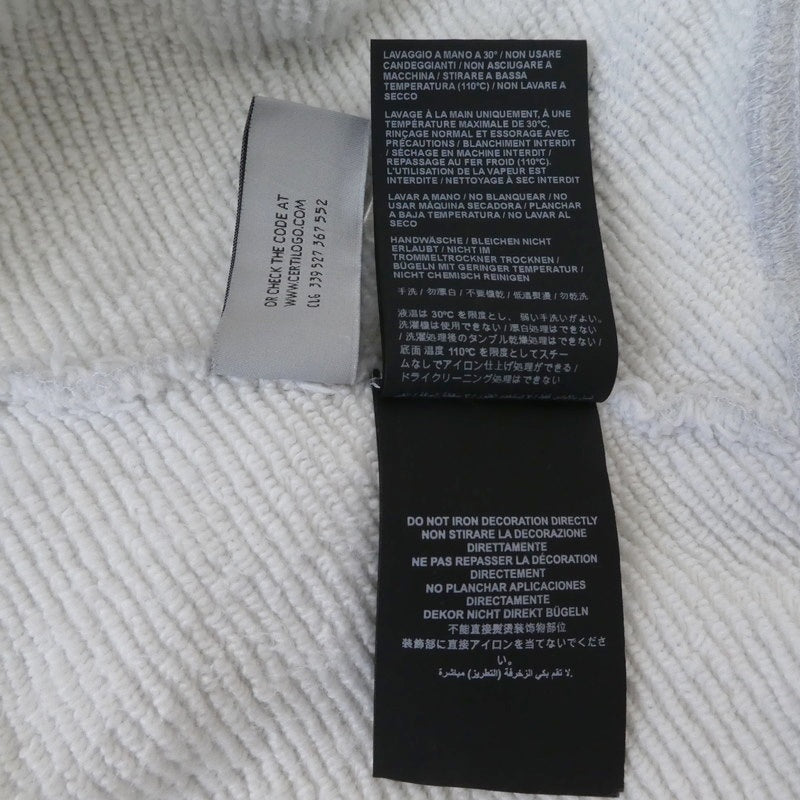 OR CHECK THE CODE AT
WWW.CERTILOGO.COM
CLG 339 527 367 552
LAVAGGIO A MANO A 30° / NON USARE
CANDEGGIANTI / NON ASCIUGARE A
MACCHINA / STIRARE A BASSA
TEMPERATURA (110°C) / NON LAVARE A
SECCO
LAVAGE À LA MAIN UNIQUEMENT, À UNE
TEMPÉRATURE MAXIMALE DE 30°C,
RINÇAGE NORMAL ET ESSORAGE AVEC
PRÉCAUTIONS / BLANCHIMENT INTERDIT
/ SÉCHAGE EN MACHINE INTERDIT /
REPASSAGE AU FER FROID (110°C).
L'UTILISATION DE LA VAPEUR EST
INTERDITE / NETTOYAGE À SEC INTERDIT
LAVAR A MANO / NO BLANQUEAR / NO
USAR MÁQUINA SECADORA / PLANCHAR
A BAJA TEMPERATURA / NO LAVAR AL
SECO
HANDWÄSCHE / BLEICHEN NICHT
ERLAUBT / NICHT IM
TROMMELTROCKNER TROCKNEN /
BÜGELN MIT GERINGER TEMPERATUR /
NICHT CHEMISCH REINIGEN
手洗 / 勿漂白 / 不要機乾 / 低溫熨燙 / 勿乾洗
液温は 30℃ を限度とし、弱い手洗いがよい。
洗濯機は使用できない / 漂白処理はできない
/ 洗濯処理後のタンブル乾燥処理はできない /
底面 温度 110℃ を限度としてスチー
ムなしでアイロン仕上げ処理ができる /
ドライクリーニング処理はできない
DO NOT IRON DECORATION DIRECTLY
NON STIRARE LA DECORAZIONE
DIRETTAMENTE
NE PAS REPASSER LA DÉCORATION
DIRECTEMENT
NO PLANCHAR APLICACIONES
DIRECTAMENTE
DEKOR NICHT DIREKT BÜGELN
不能直接熨烫装饰物部位
装飾部に直接アイロンを当てないでくださ
い。
لا تقم بكي الزخرفة (التطريز) مباشرة.